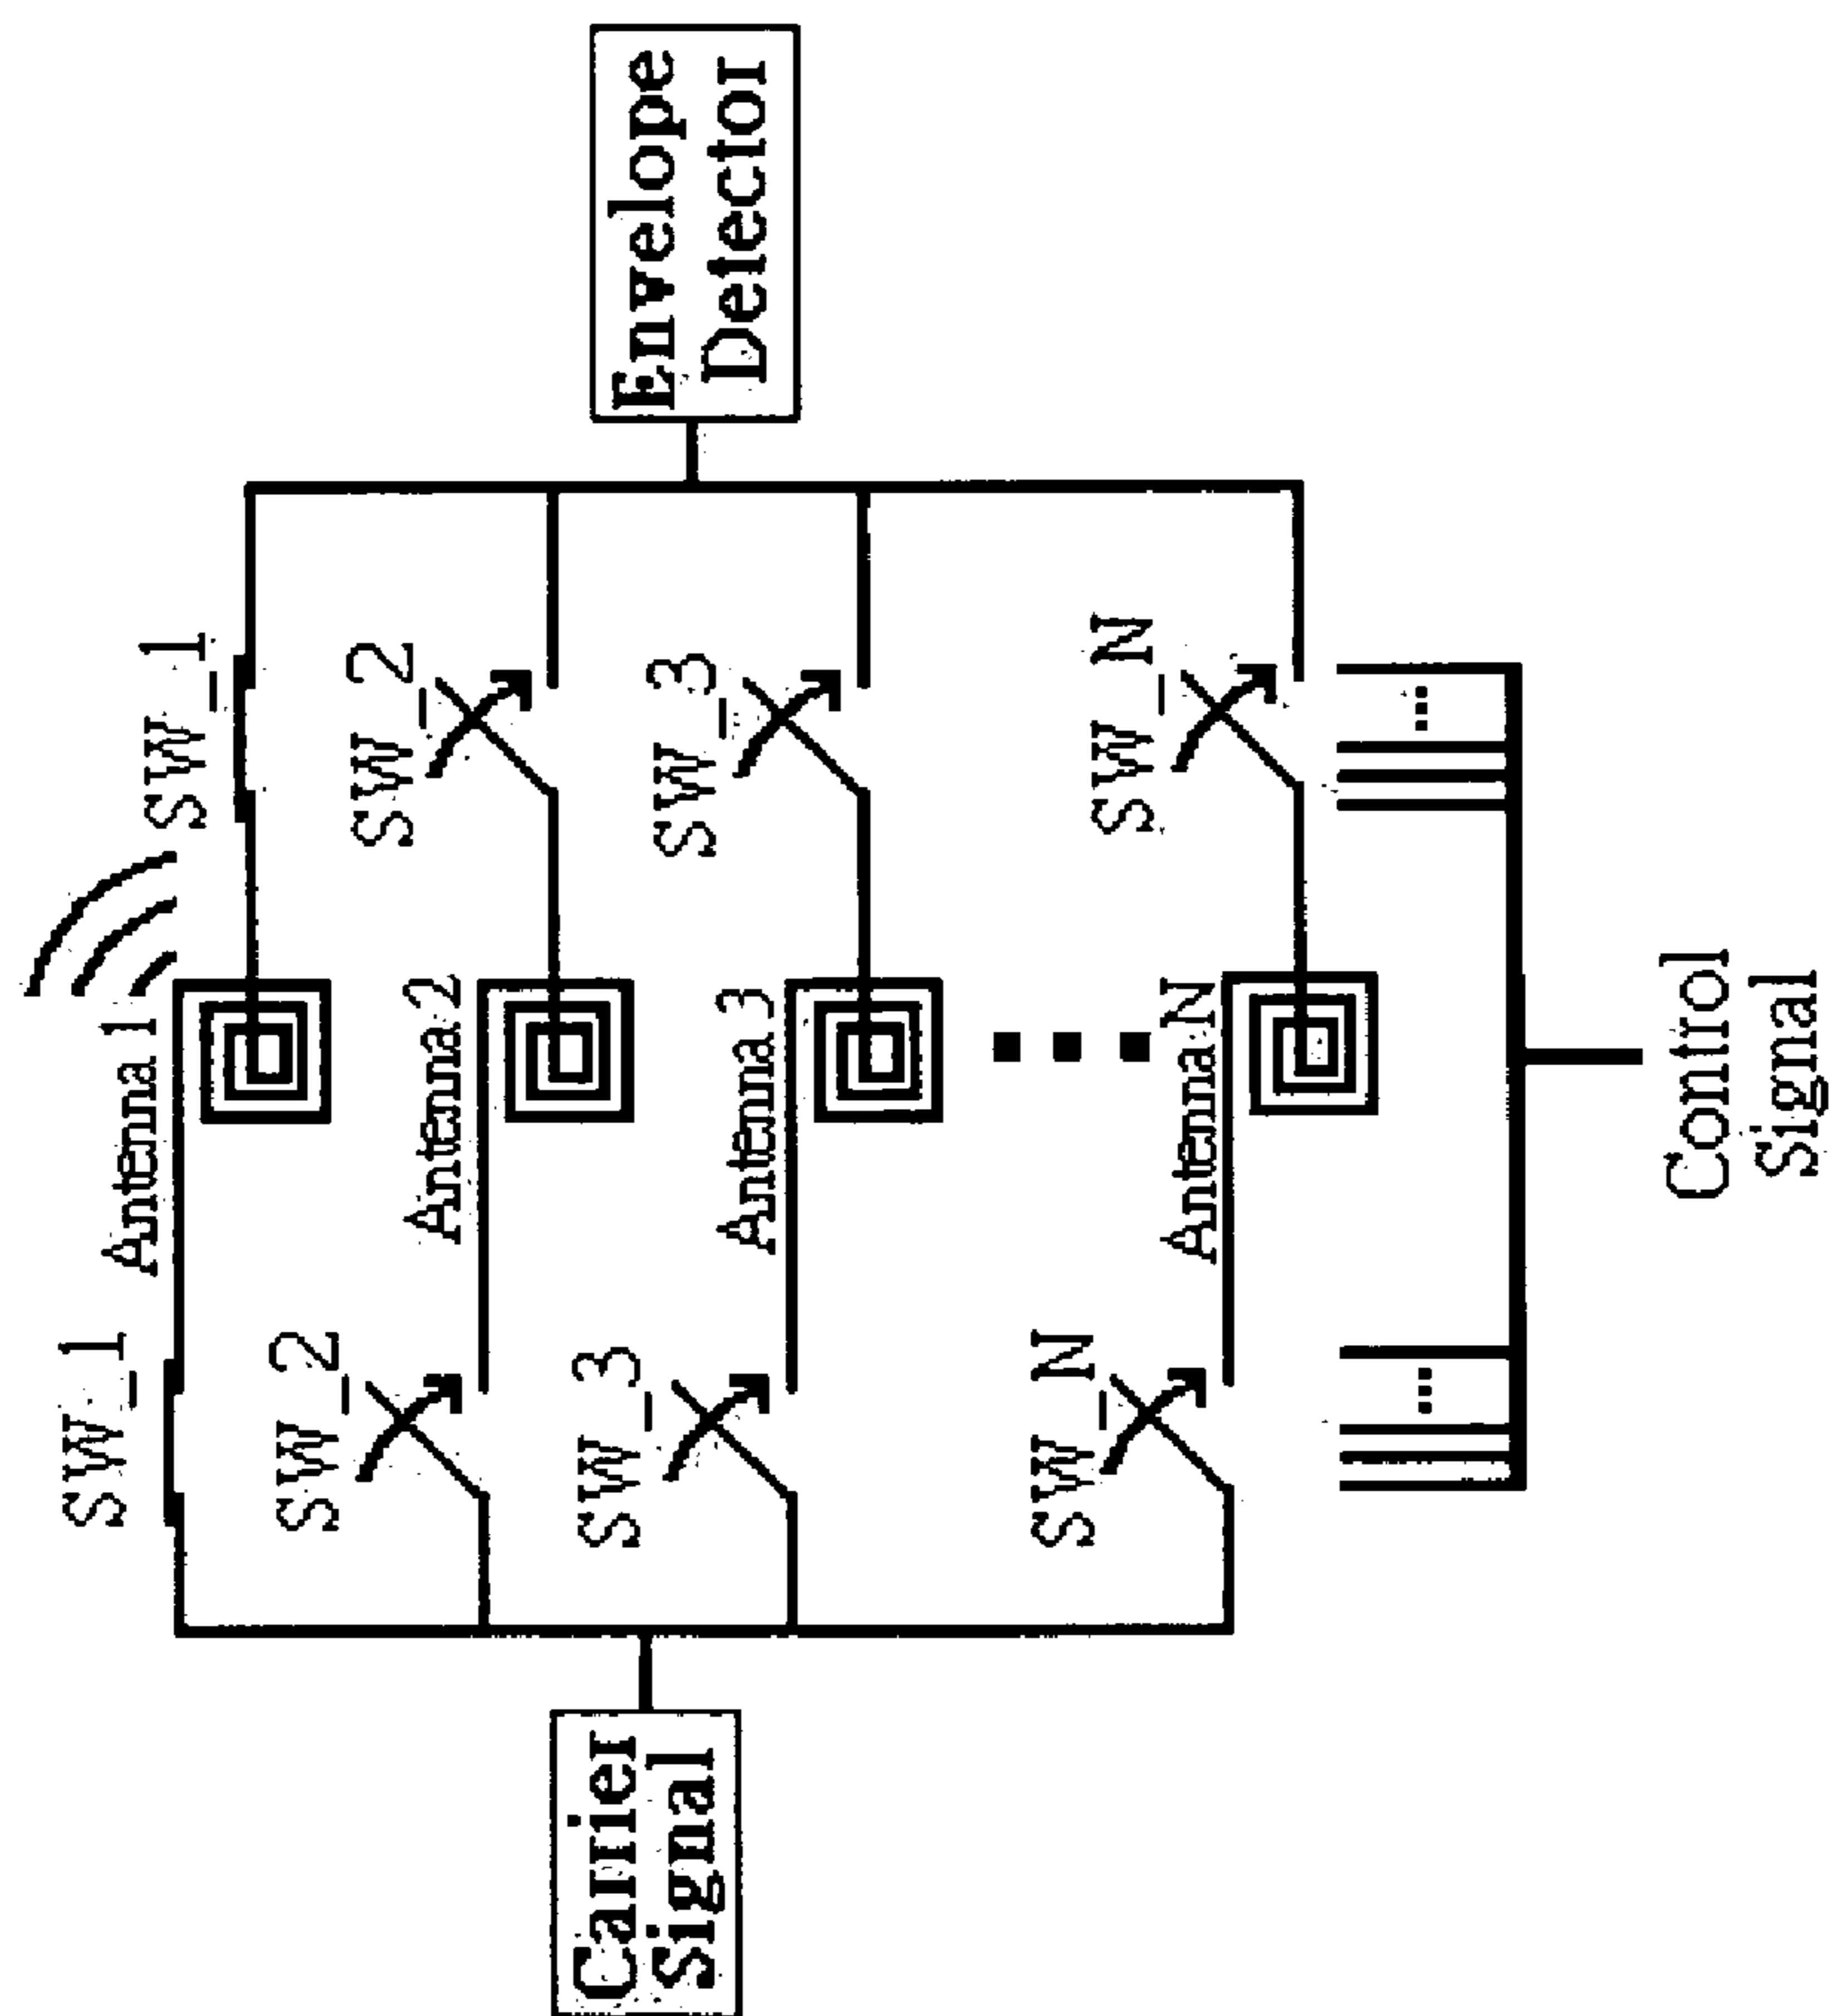 SW_1
Antenna 1
SW_1
SW_2
Antenna 2
SW_2
Carrier
Signal
SW_3
Antenna 3
SW_3
Envelope
Delector
SW_N
Antenna N
SW_N
Control
Signal